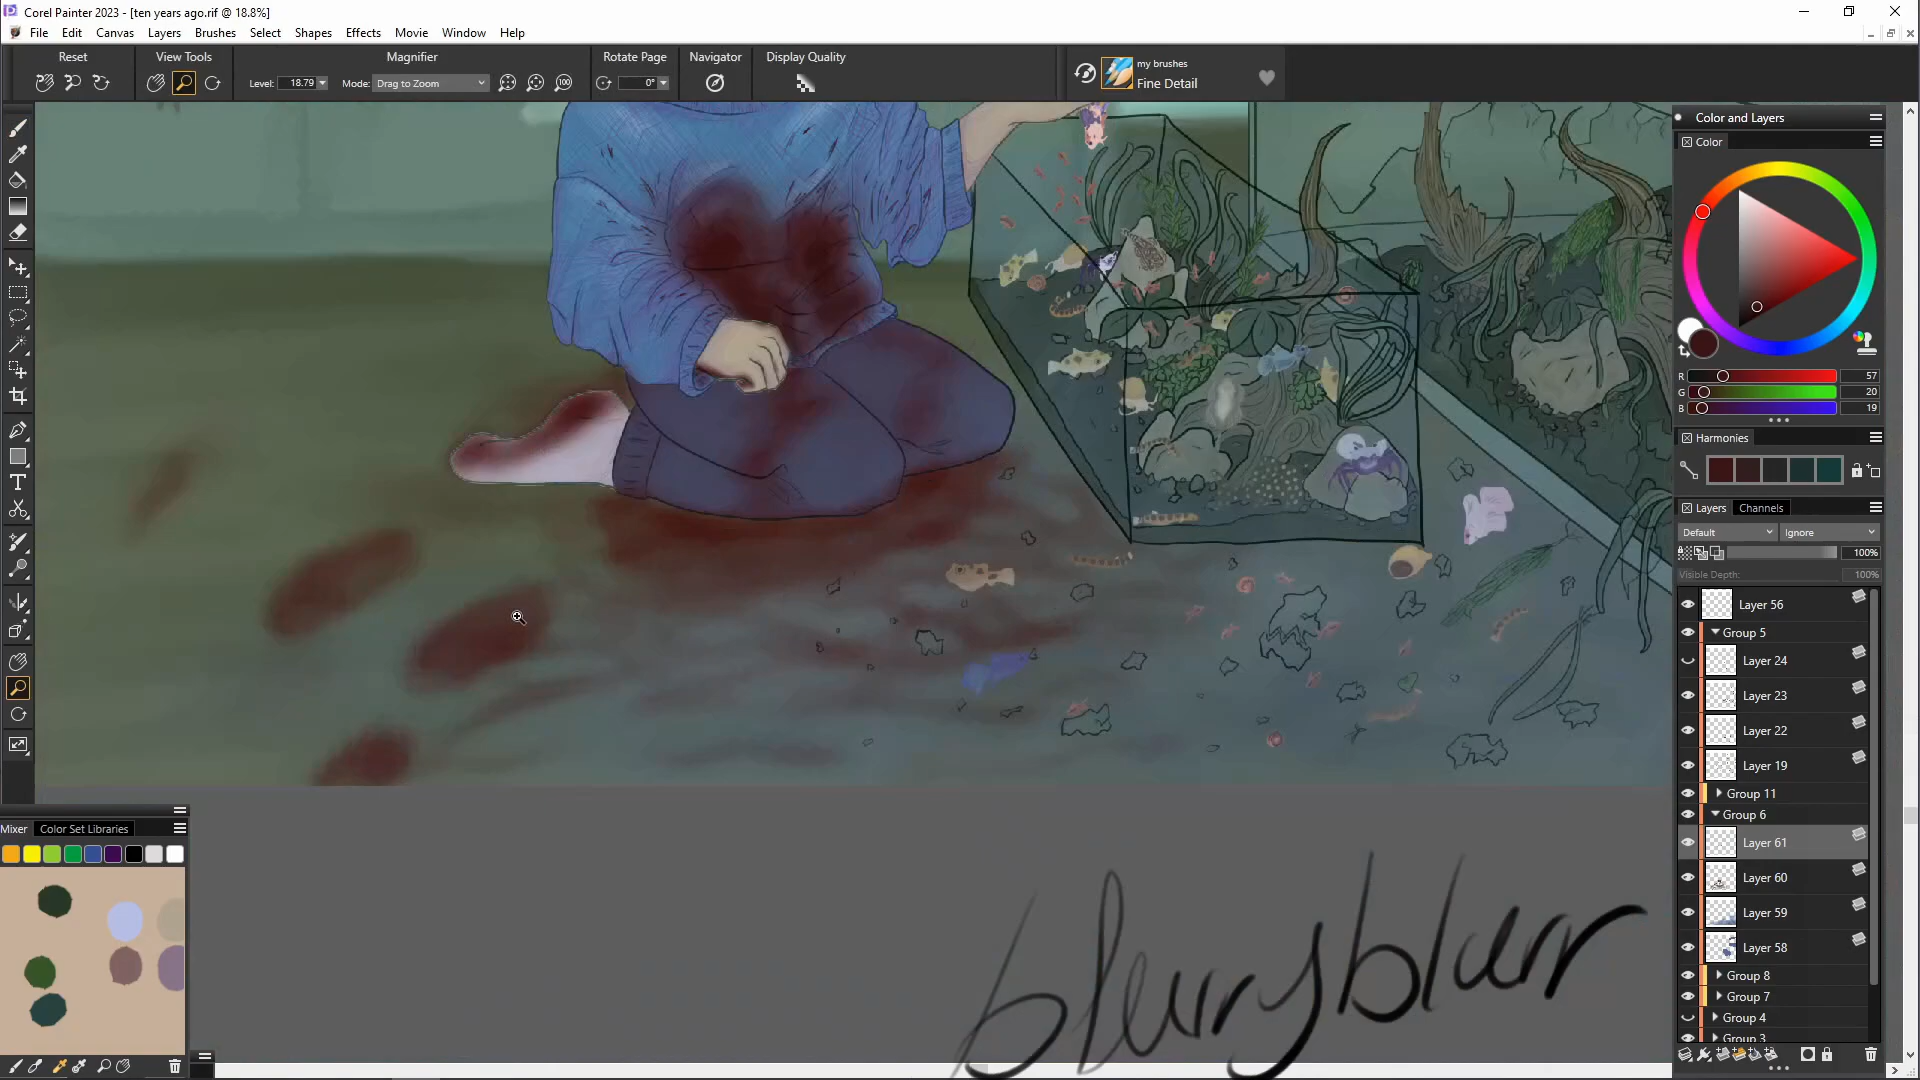 Corel Painter 2023 - [ten years ago.rif @ 18.8%]
File Edit Canvas Layers Brushes Select Shapes Effects Movie Window Help
Reset View Tools Magnifier Rotate Page Navigator Display Quality
my brushes
Level: 18.79 Mode: Drag to Zoom 0° Fine Detail
Color and Layers
Color
R 57
G 20
B 19
Harmonies
Layers Channels
Default Ignore
100%
Visible Depth: 100%
Layer 56
Group 5
Layer 24
Layer 23
Layer 22
Layer 19
Group 11
Group 6
Layer 61
Layer 60
Layer 59
Layer 58
Group 8
Group 7
Group 4
Group 3
Mixer Color Set Libraries
blurryblurr